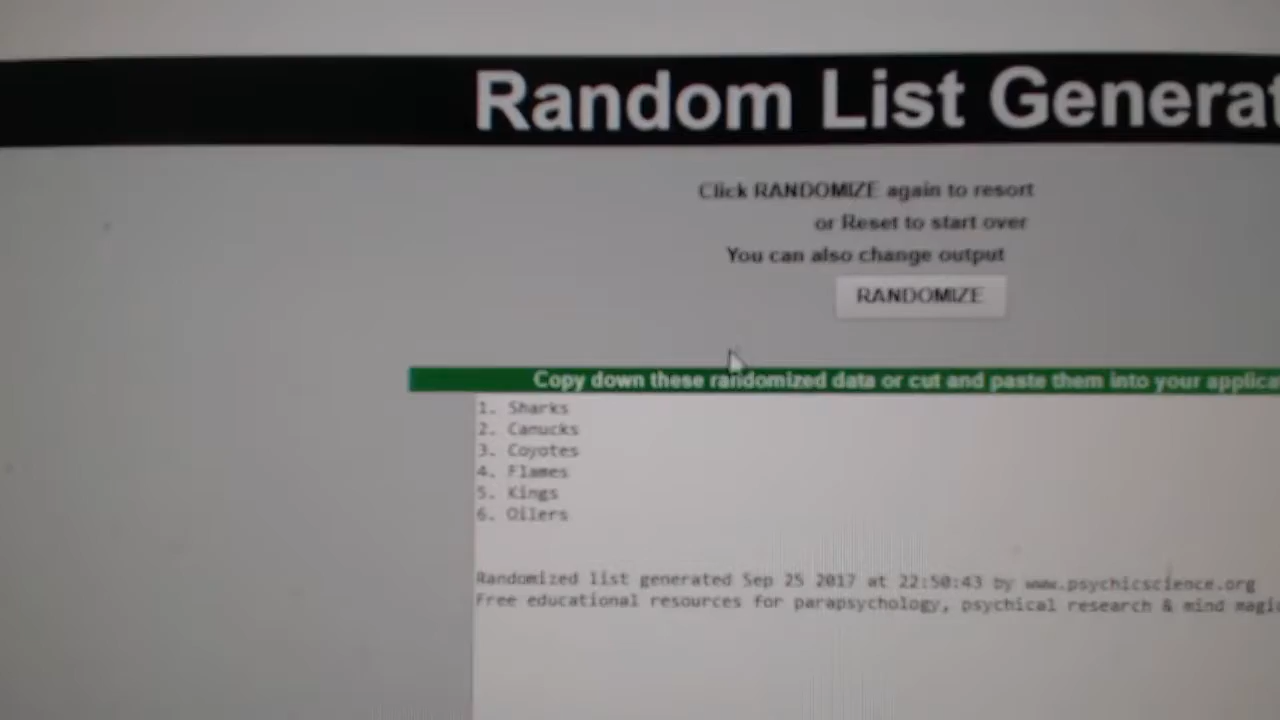 Random List Generat
Click RANDOMIZE again to resort
or Reset to start over
You can also change output
RANDOMIZE
Copy down these randomized data or cut and paste them into your applica
1. Sharks
2. Canucks
3. Coyotes
4. Flames
5. Kings
6. Oilers
Randomized list generated Sep 25 2017 at 22:50:43 by www.psychicscience.org
Free educational resources for parapsychology, psychical research & mind magic